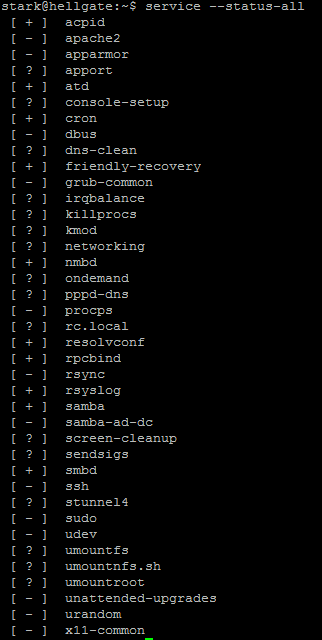 stark@hellgate:~$ service --status-all
[ + ] acpid
[ - ] apache2
[ - ] apparmor
[ ? ] apport
[ + ] atd
[ ? ] console-setup
[ + ] cron
[ - ] dbus
[ ? ] dns-clean
[ + ] friendly-recovery
[ - ] grub-common
[ ? ] irqbalance
[ ? ] killprocs
[ ? ] kmod
[ ? ] networking
[ + ] nmbd
[ ? ] ondemand
[ ? ] pppd-dns
[ - ] procps
[ ? ] rc.local
[ + ] resolvconf
[ + ] rpcbind
[ - ] rsync
[ + ] rsyslog
[ + ] samba
[ - ] samba-ad-dc
[ ? ] screen-cleanup
[ ? ] sendsigs
[ + ] smbd
[ - ] ssh
[ ? ] stunnel4
[ - ] sudo
[ - ] udev
[ ? ] umountfs
[ ? ] umountnfs.sh
[ ? ] umountroot
[ - ] unattended-upgrades
[ - ] urandom
[ - ] x11-common